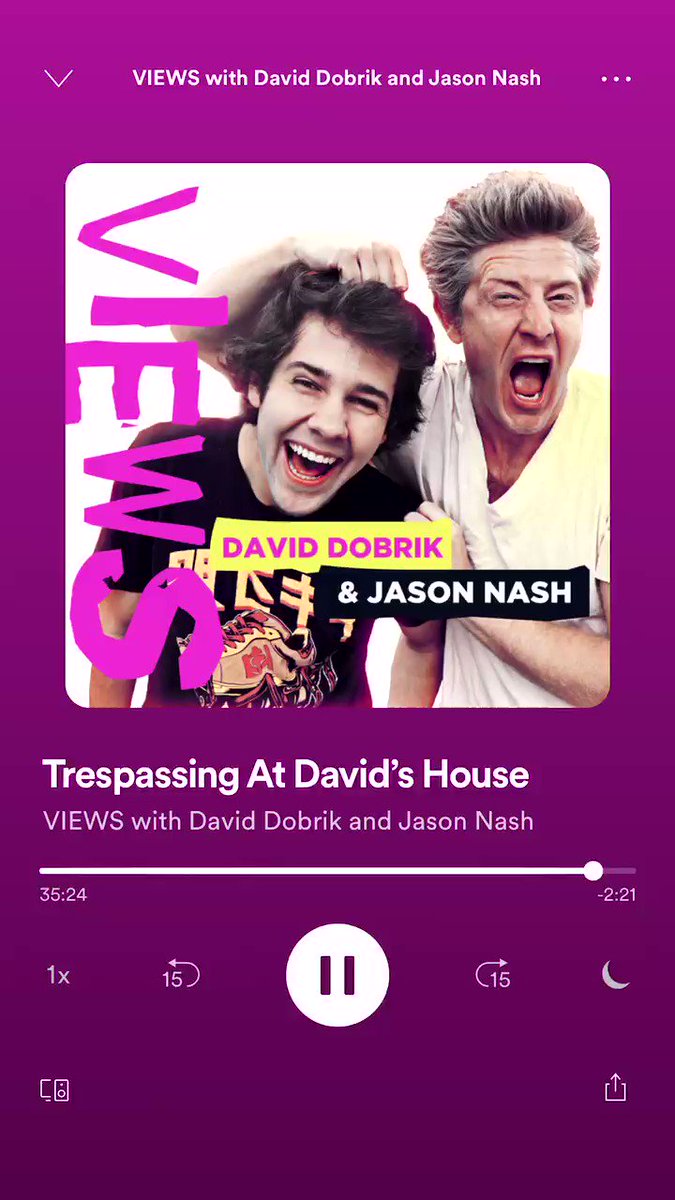 VIEWS with David Dobrik and Jason Nash
VIEWS
DAVID DOBRIK
& JASON NASH
Trespassing At David’s House
VIEWS with David Dobrik and Jason Nash
35:24
-2:21
1x
15
15